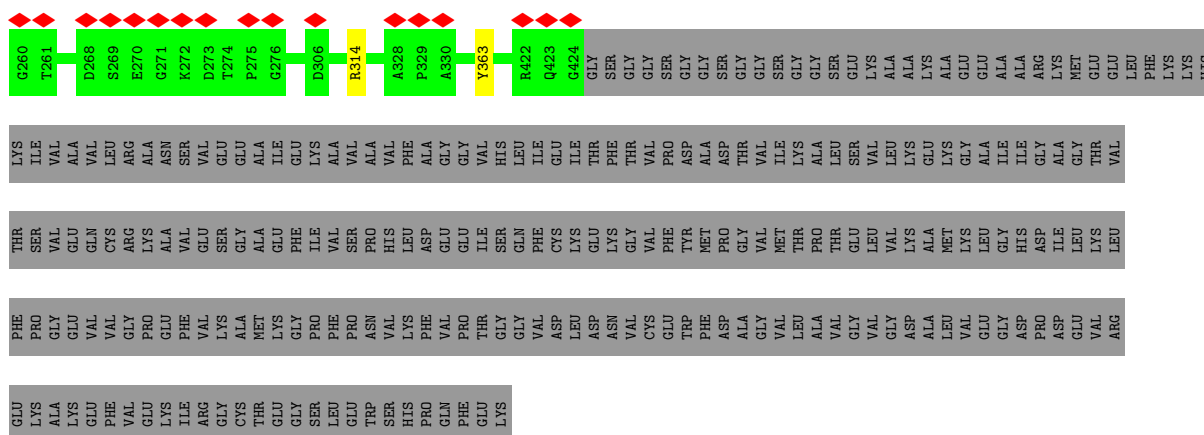 G260 T261 D268 S269 E270 G271 K272 D273 T274 P275 G276 D306 R314 A328 P329 A330 Y363 R422 Q423 G424 GLY SER GLY GLY SER GLY GLY SER GLY GLY SER GLY GLY SER GLU LYS ALA ALA LYS ALA GLU GLU ALA ALA ARG LYS MET GLU GLU LEU PHE LYS LYS HIS
LYS ILE VAL ALA VAL LEU ARG ALA ASN SER VAL GLU GLU ALA ILE GLU LYS ALA VAL ALA VAL PHE ALA GLY GLY VAL HIS LEU ILE GLU ILE THR PHE THR VAL PRO ASP ALA ASP THR VAL ILE LYS ALA LEU SER VAL LEU LYS GLU LYS GLY ALA ILE ILE GLY ALA GLY THR VAL
THR SER VAL GLU GLN CYS ARG LYS ALA VAL GLU SER GLY ALA GLU PHE ILE VAL SER PRO HIS LEU ASP GLU GLU ILE SER GLN PHE CYS LYS GLU LYS GLY VAL PHE TYR MET PRO GLY VAL MET THR PRO THR GLU LEU VAL LYS ALA MET LYS LEU GLY HIS ASP ILE LEU LYS LEU
PHE PRO GLY GLU VAL VAL GLY PRO GLU PHE VAL LYS ALA MET LYS GLY PRO PHE PRO ASN VAL LYS PHE VAL PRO THR GLY GLY VAL ASP LEU ASP ASN VAL CYS GLU TRP PHE ASP ALA GLY VAL LEU ALA VAL GLY VAL GLY ASP ALA LEU VAL GLU GLY ASP PRO ASP GLU VAL ARG
GLU LYS ALA LYS GLU PHE VAL GLU LYS ILE ARG GLY CYS THR GLU GLY SER LEU GLU TRP SER HIS PRO GLN PHE GLU LYS